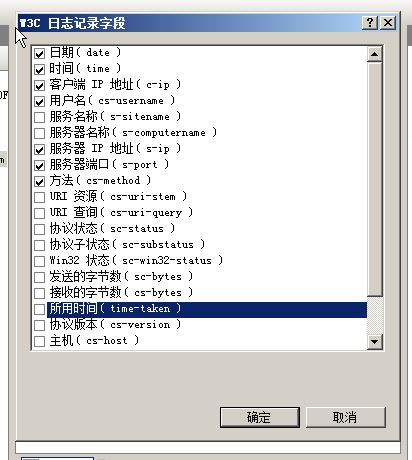 W3C 日志记录字段
日期( date )
时间( time )
客户端 IP 地址( c-ip )
用户名( cs-username )
服务名称( s-sitename )
服务器名称( s-computername )
服务器 IP 地址( s-ip )
服务器端口( s-port )
方法( cs-method )
URI 资源( cs-uri-stem )
URI 查询( cs-uri-query )
协议状态( sc-status )
协议子状态( sc-substatus )
Win32 状态( sc-win32-status )
发送的字节数( sc-bytes )
接收的字节数( cs-bytes )
所用时间( time-taken )
协议版本( cs-version )
主机( cs-host )
确定
取消